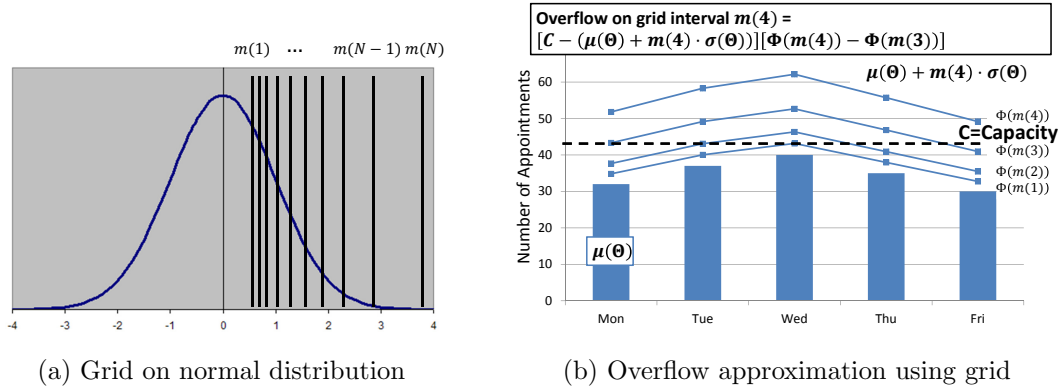 m(1) ... m(N − 1) m(N)
-4 -3 -2 -1 0 1 2 3 4
(a) Grid on normal distribution
Overflow on grid interval m(4) =
[C − (μ(Θ) + m(4) · σ(Θ))][Φ(m(4)) − Φ(m(3))]
μ(Θ) + m(4) · σ(Θ)
Number of Appointments
60
50
40
30
20
10
0
Φ(m(4))
C=Capacity
Φ(m(3))
Φ(m(2))
Φ(m(1))
μ(Θ)
Mon Tue Wed Thu Fri
(b) Overflow approximation using grid